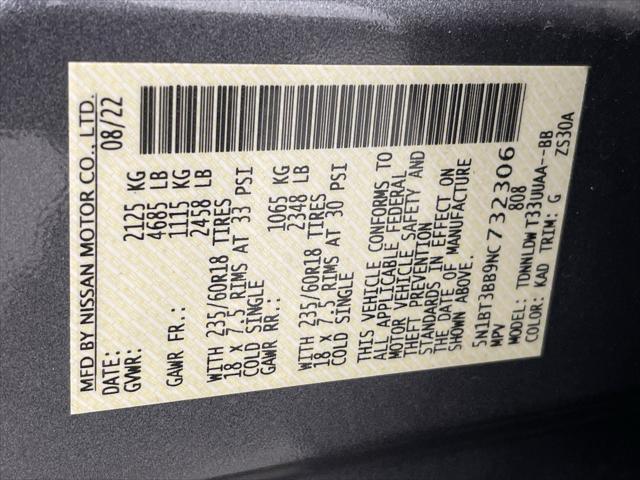 MFD BY NISSAN MOTOR CO., LTD.
DATE: 08/22
GVWR: 2125 KG
4685 LB
GAWR FR.: 1115 KG
2458 LB
WITH 235/60R18 TIRES
18 X 7.5 RIMS AT 33 PSI
COLD SINGLE
GAWR RR.: 1065 KG
2348 LB
WITH 235/60R18 TIRES
18 X 7.5 RIMS AT 30 PSI
COLD SINGLE
THIS VEHICLE CONFORMS TO
ALL APPLICABLE FEDERAL
MOTOR VEHICLE SAFETY AND
THEFT PREVENTION
STANDARDS IN EFFECT ON
THE DATE OF MANUFACTURE
SHOWN ABOVE.
5N1BT3BB9NC732306
MPV 808
MODEL: TDNNLDWT33UUAA--BB
COLOR: KAD TRIM: G ZS30A